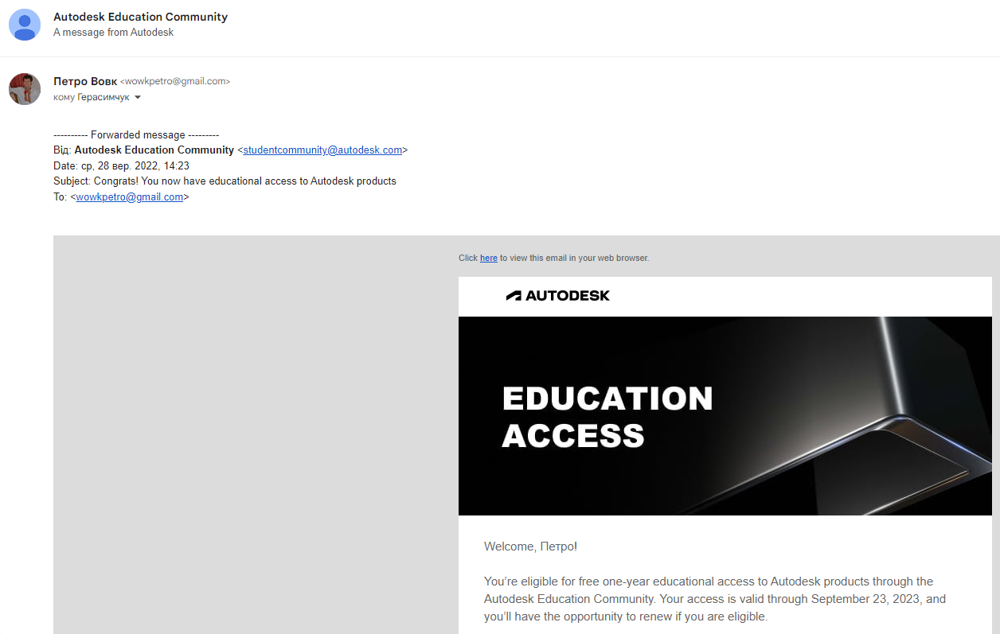 Autodesk Education Community
A message from Autodesk
Петро Вовк <wowkpetro@gmail.com>
кому Герасимчук
---------- Forwarded message ---------
Від: Autodesk Education Community <studentcommunity@autodesk.com>
Date: ср, 28 вер. 2022, 14:23
Subject: Congrats! You now have educational access to Autodesk products
To: <wowkpetro@gmail.com>
Click here to view this email in your web browser.
AUTODESK
EDUCATION
ACCESS
Welcome, Петро!
You’re eligible for free one-year educational access to Autodesk products through the
Autodesk Education Community. Your access is valid through September 23, 2023, and
you’ll have the opportunity to renew if you are eligible.